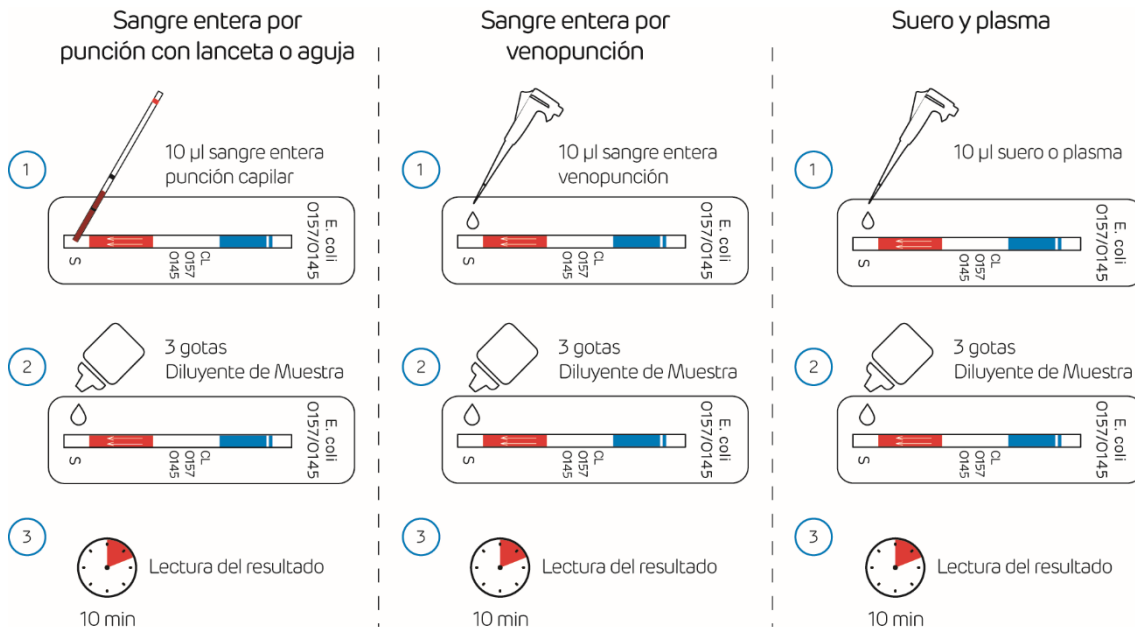 Sangre entera por
punción con lanceta o aguja
1
10 µl sangre entera
punción capilar
S
O145
O157
CL
E. coli
O157/O145
2
3 gotas
Diluyente de Muestra
S
O145
O157
CL
E. coli
O157/O145
3
Lectura del resultado
10 min
Sangre entera por
venopunción
1
10 µl sangre entera
venopunción
S
O145
O157
CL
E. coli
O157/O145
2
3 gotas
Diluyente de Muestra
S
O145
O157
CL
E. coli
O157/O145
3
Lectura del resultado
10 min
Suero y plasma
1
10 µl suero o plasma
S
O145
O157
CL
E. coli
O157/O145
2
3 gotas
Diluyente de Muestra
S
O145
O157
CL
E. coli
O157/O145
3
Lectura del resultado
10 min